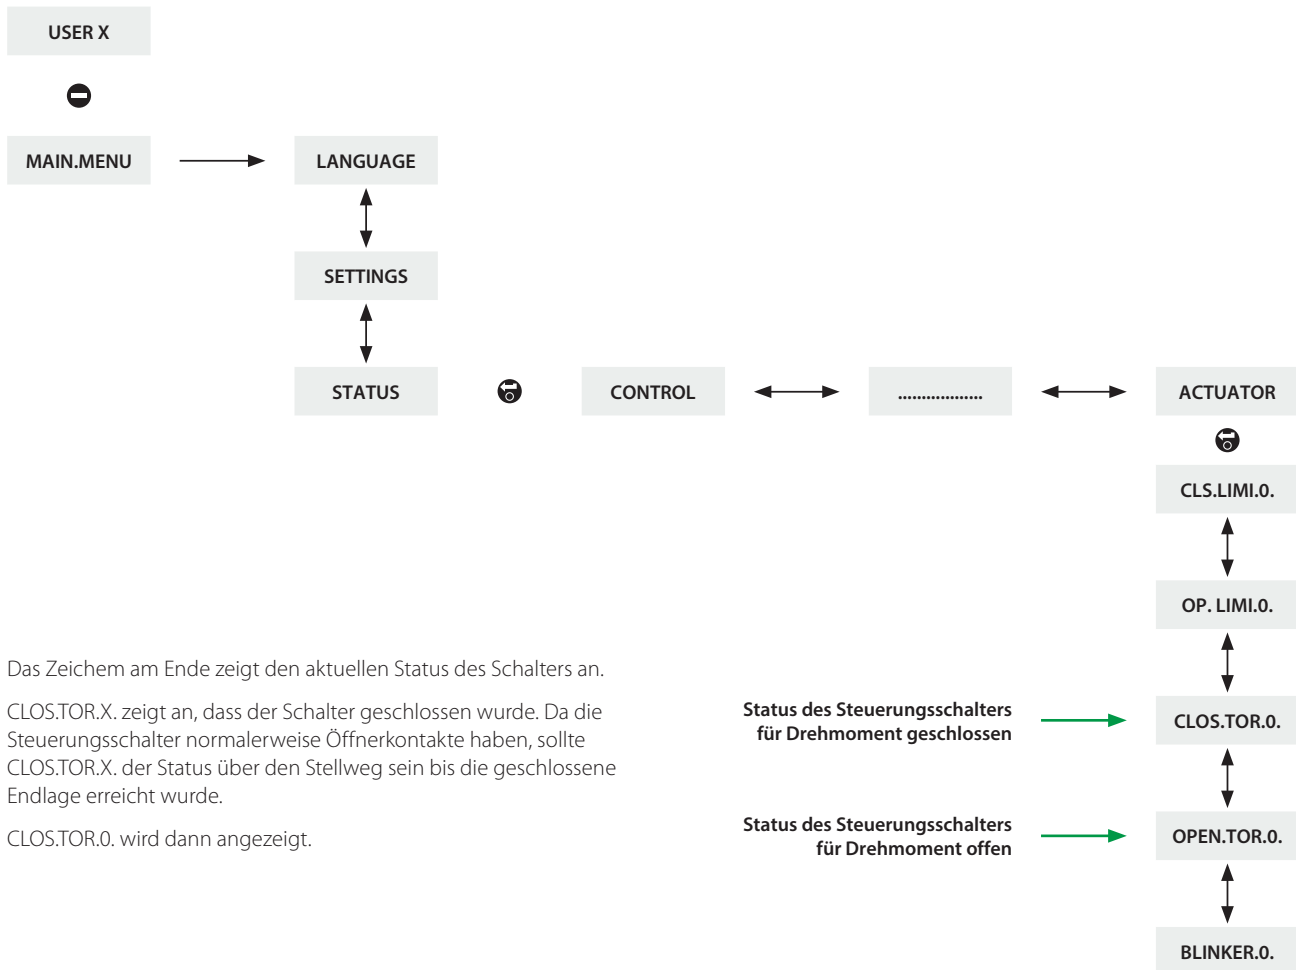 USER X
MAIN.MENU
LANGUAGE
SETTINGS
STATUS
CONTROL
..................
ACTUATOR
CLS.LIMI.0.
OP. LIMI.0.
Das Zeichem am Ende zeigt den aktuellen Status des Schalters an.
CLOS.TOR.X. zeigt an, dass der Schalter geschlossen wurde. Da die
Steuerungsschalter normalerweise Öffnerkontakte haben, sollte
CLOS.TOR.X. der Status über den Stellweg sein bis die geschlossene
Endlage erreicht wurde.
CLOS.TOR.0. wird dann angezeigt.
Status des Steuerungsschalters
für Drehmoment geschlossen
CLOS.TOR.0.
Status des Steuerungsschalters
für Drehmoment offen
OPEN.TOR.0.
BLINKER.0.